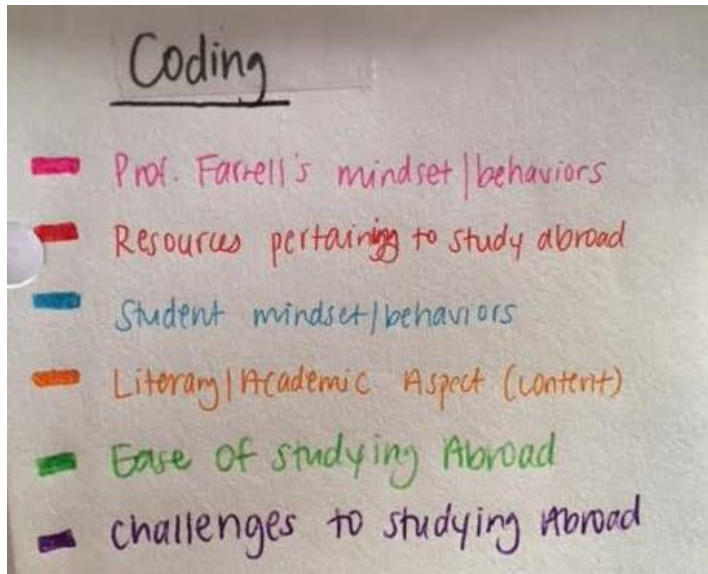 Coding
Prof. Farrell's mindset/behaviors
Resources pertaining to study abroad
Student mindset/behaviors
Literary/Academic Aspect (content)
Ease of studying Abroad
challenges to studying Abroad